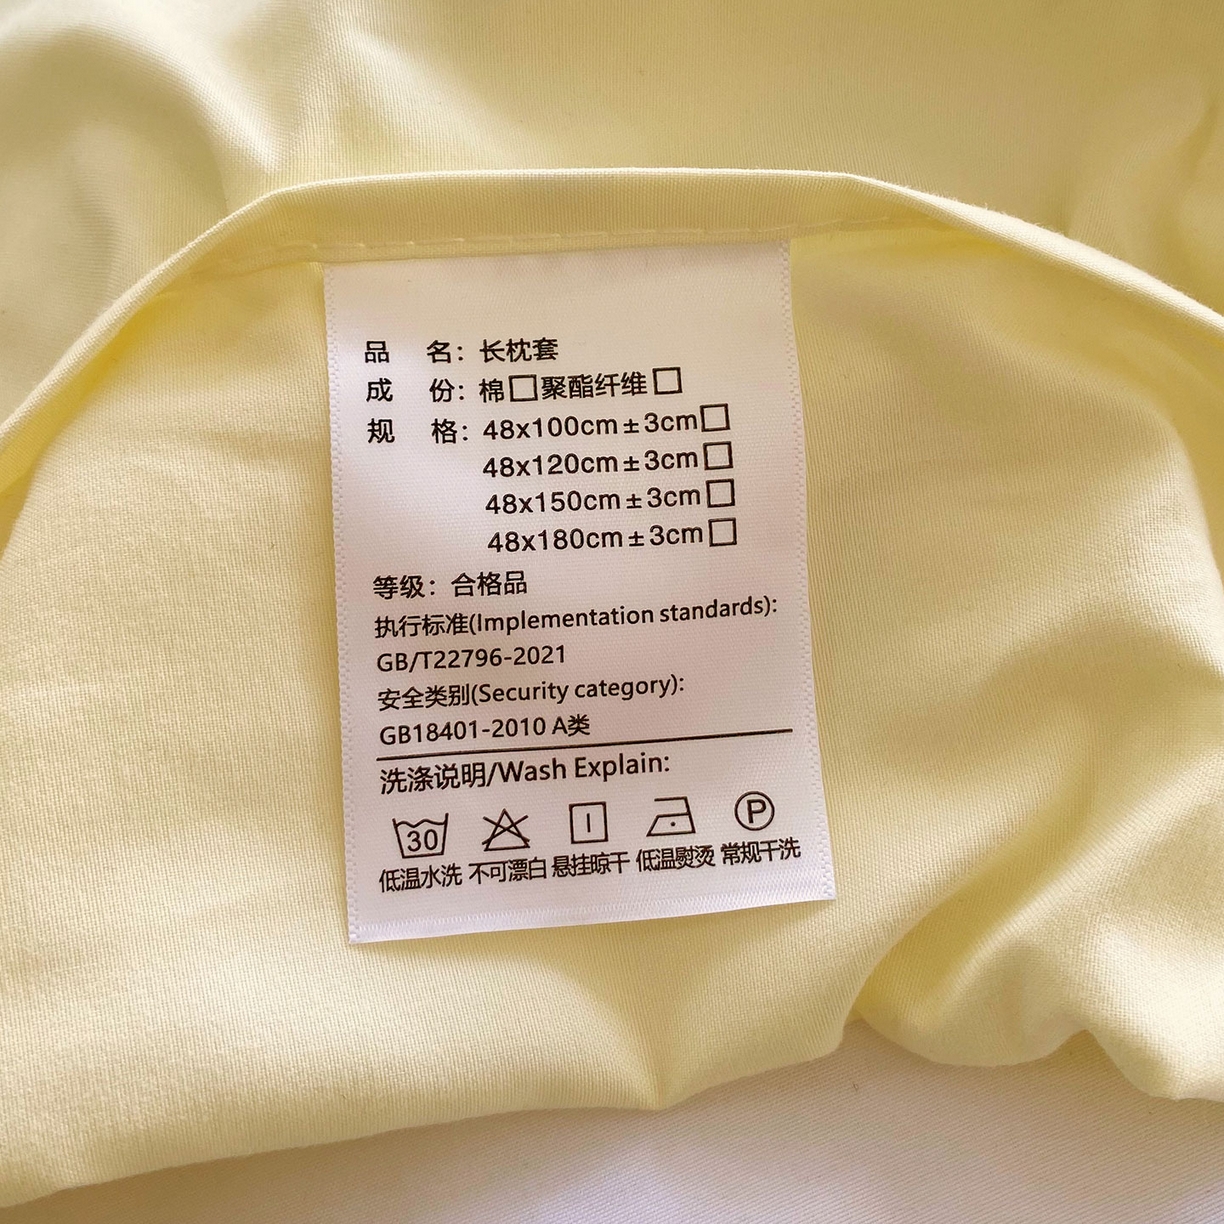 品 名：长枕套
成 份：棉□聚酯纤维□
规 格：48x100cm±3cm□
48x120cm±3cm□
48x150cm±3cm□
48x180cm±3cm□
等级：合格品
执行标准(Implementation standards):
GB/T22796-2021
安全类别(Security category):
GB18401-2010 A类
洗涤说明/Wash Explain:
30 P
低温水洗 不可漂白 悬挂晾干 低温熨烫 常规干洗